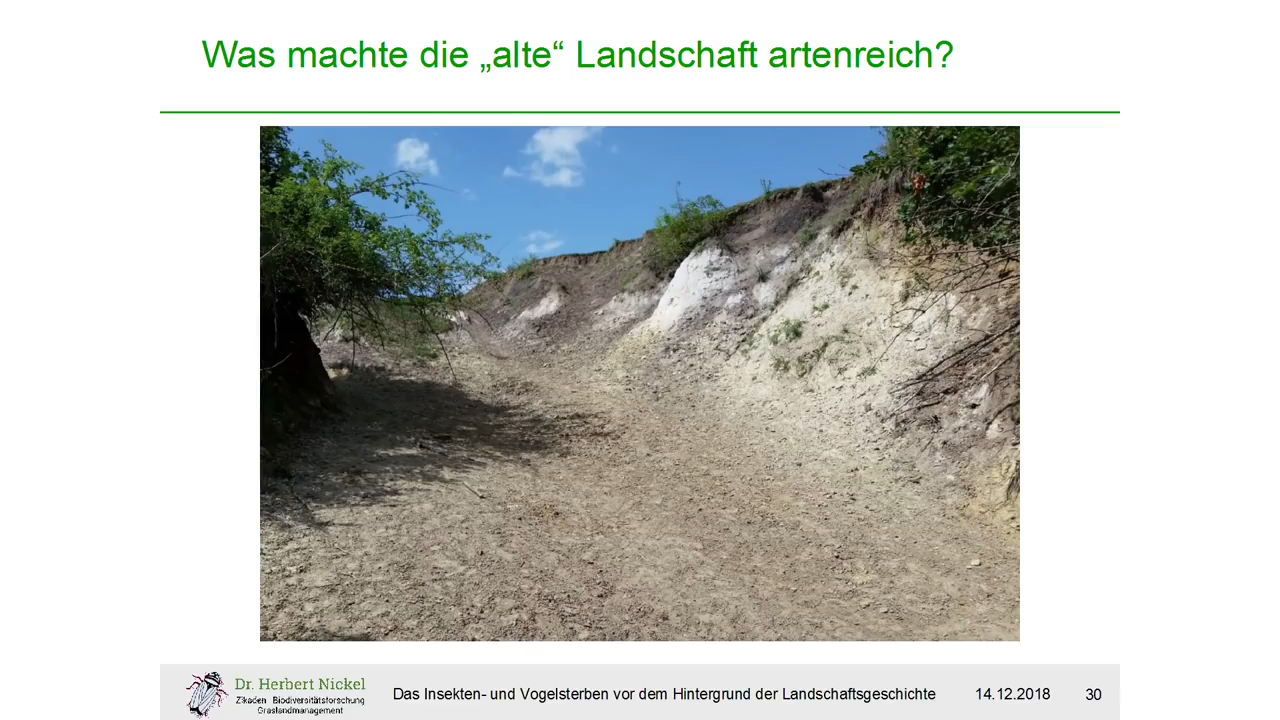 Was machte die „alte“ Landschaft artenreich?
Dr. Herbert Nickel
Zikaden Biodiversitätsforschung
Graslandmanagement
Das Insekten- und Vogelsterben vor dem Hintergrund der Landschaftsgeschichte
14.12.2018
30